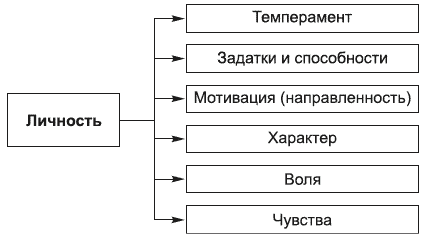 Темперамент
Задатки и способности
Мотивация (направленность)
Личность
Характер
Воля
Чувства